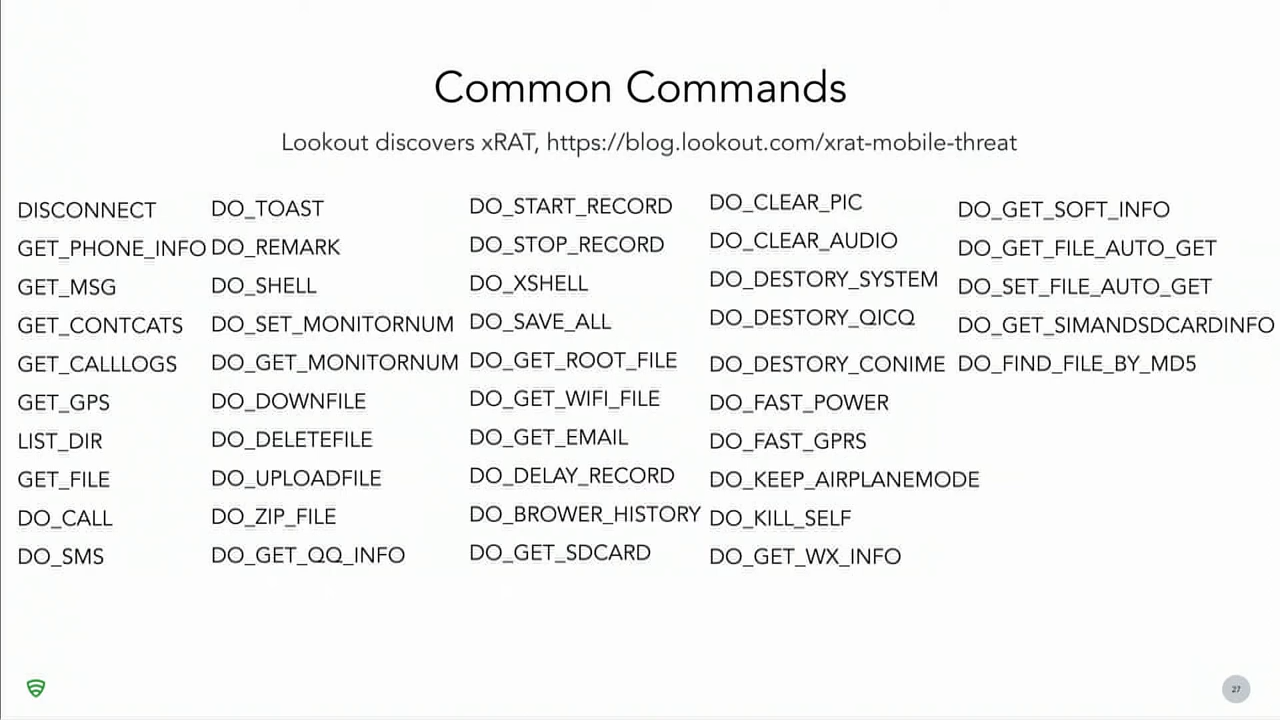 Common Commands
Lookout discovers xRAT, https://blog.lookout.com/xrat-mobile-threat
DISCONNECT
GET_PHONE_INFO
GET_MSG
GET_CONTCATS
GET_CALLLOGS
GET_GPS
LIST_DIR
GET_FILE
DO_CALL
DO_SMS
DO_TOAST
DO_REMARK
DO_SHELL
DO_SET_MONITORNUM
DO_GET_MONITORNUM
DO_DOWNFILE
DO_DELETEFILE
DO_UPLOADFILE
DO_ZIP_FILE
DO_GET_QQ_INFO
DO_START_RECORD
DO_STOP_RECORD
DO_XSHELL
DO_SAVE_ALL
DO_GET_ROOT_FILE
DO_GET_WIFI_FILE
DO_GET_EMAIL
DO_DELAY_RECORD
DO_BROWER_HISTORY
DO_GET_SDCARD
DO_CLEAR_PIC
DO_CLEAR_AUDIO
DO_DESTORY_SYSTEM
DO_DESTORY_QICQ
DO_DESTORY_CONIME
DO_FAST_POWER
DO_FAST_GPRS
DO_KEEP_AIRPLANEMODE
DO_KILL_SELF
DO_GET_WX_INFO
DO_GET_SOFT_INFO
DO_GET_FILE_AUTO_GET
DO_SET_FILE_AUTO_GET
DO_GET_SIMANDSDCARDINFO
DO_FIND_FILE_BY_MD5
27